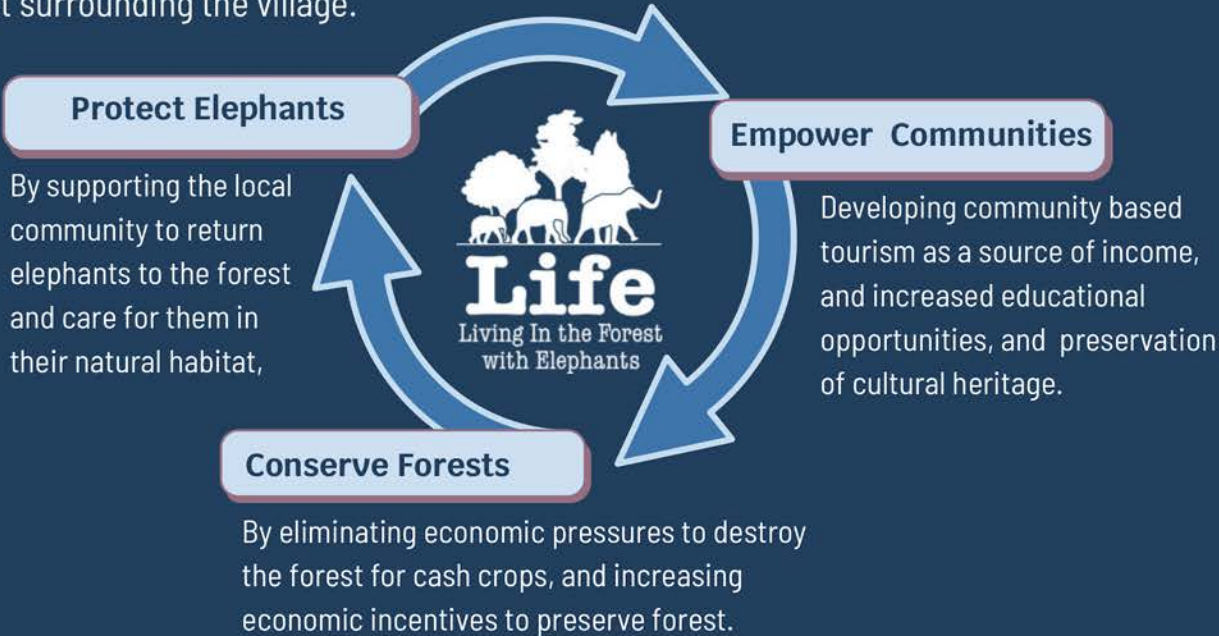 t surrounding the village.
Protect Elephants
By supporting the local
community to return
elephants to the forest
and care for them in
their natural habitat,
Life
Living In the Forest
with Elephants
Empower Communities
Developing community based
tourism as a source of income,
and increased educational
opportunities, and preservation
of cultural heritage.
Conserve Forests
By eliminating economic pressures to destroy
the forest for cash crops, and increasing
economic incentives to preserve forest.